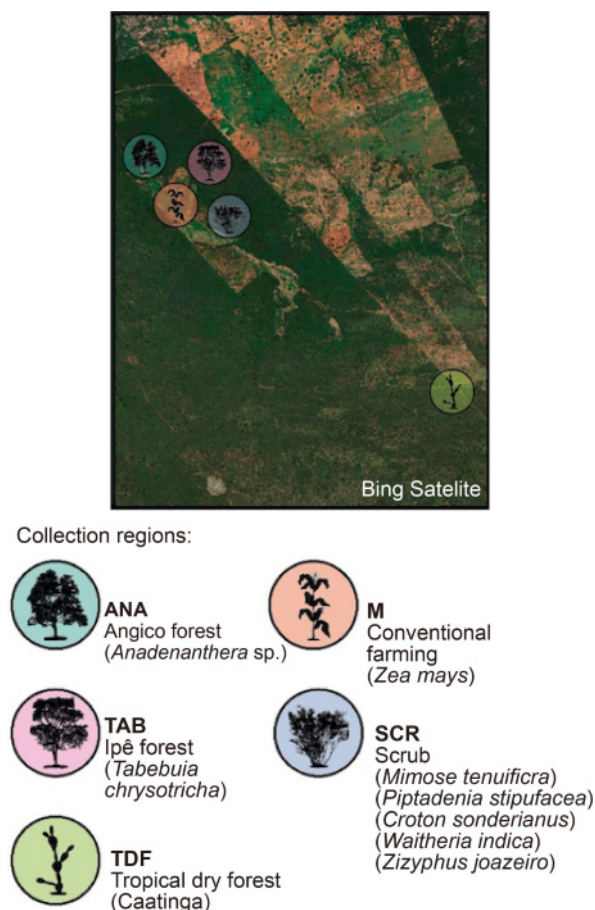 Bing Satellite
Collection regions:
ANA
Angico forest
(Anadenanthera sp.)
M
Conventional
farming
(Zea mays)
TAB
Ipê forest
(Tabebuia
chrysotricha)
SCR
Scrub
(Mimose tenuificra)
(Piptadenia stipufacea)
(Croton sonderianus)
(Waitheria indica)
(Zizyphus joazeiro)
TDF
Tropical dry forest
(Caatinga)